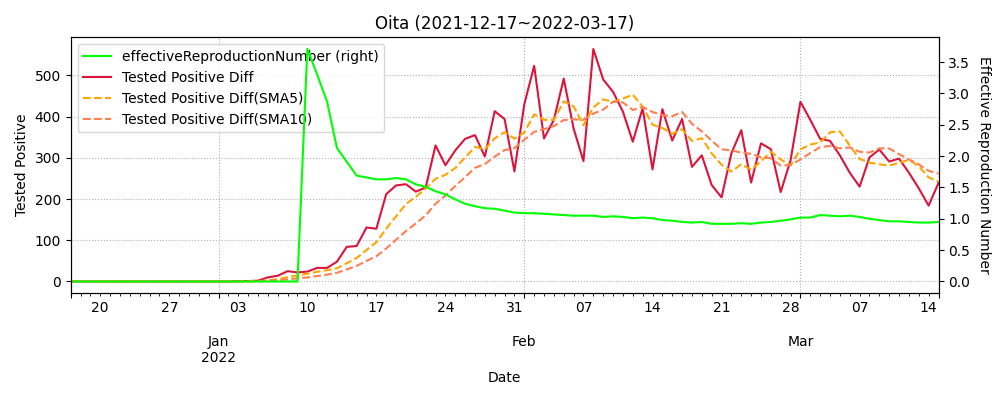 Oita (2021-12-17~2022-03-17)
effectiveReproductionNumber (right)
Tested Positive Diff
Tested Positive Diff(SMA5)
Tested Positive Diff(SMA10)
Tested Positive
500
400
300
200
100
0
Effective Reproduction Number
3.5
3.0
2.5
2.0
1.5
1.0
0.5
0.0
20 27 03 10 17 24 31 07 14 21 28 07 14
Jan Feb Mar
2022
Date